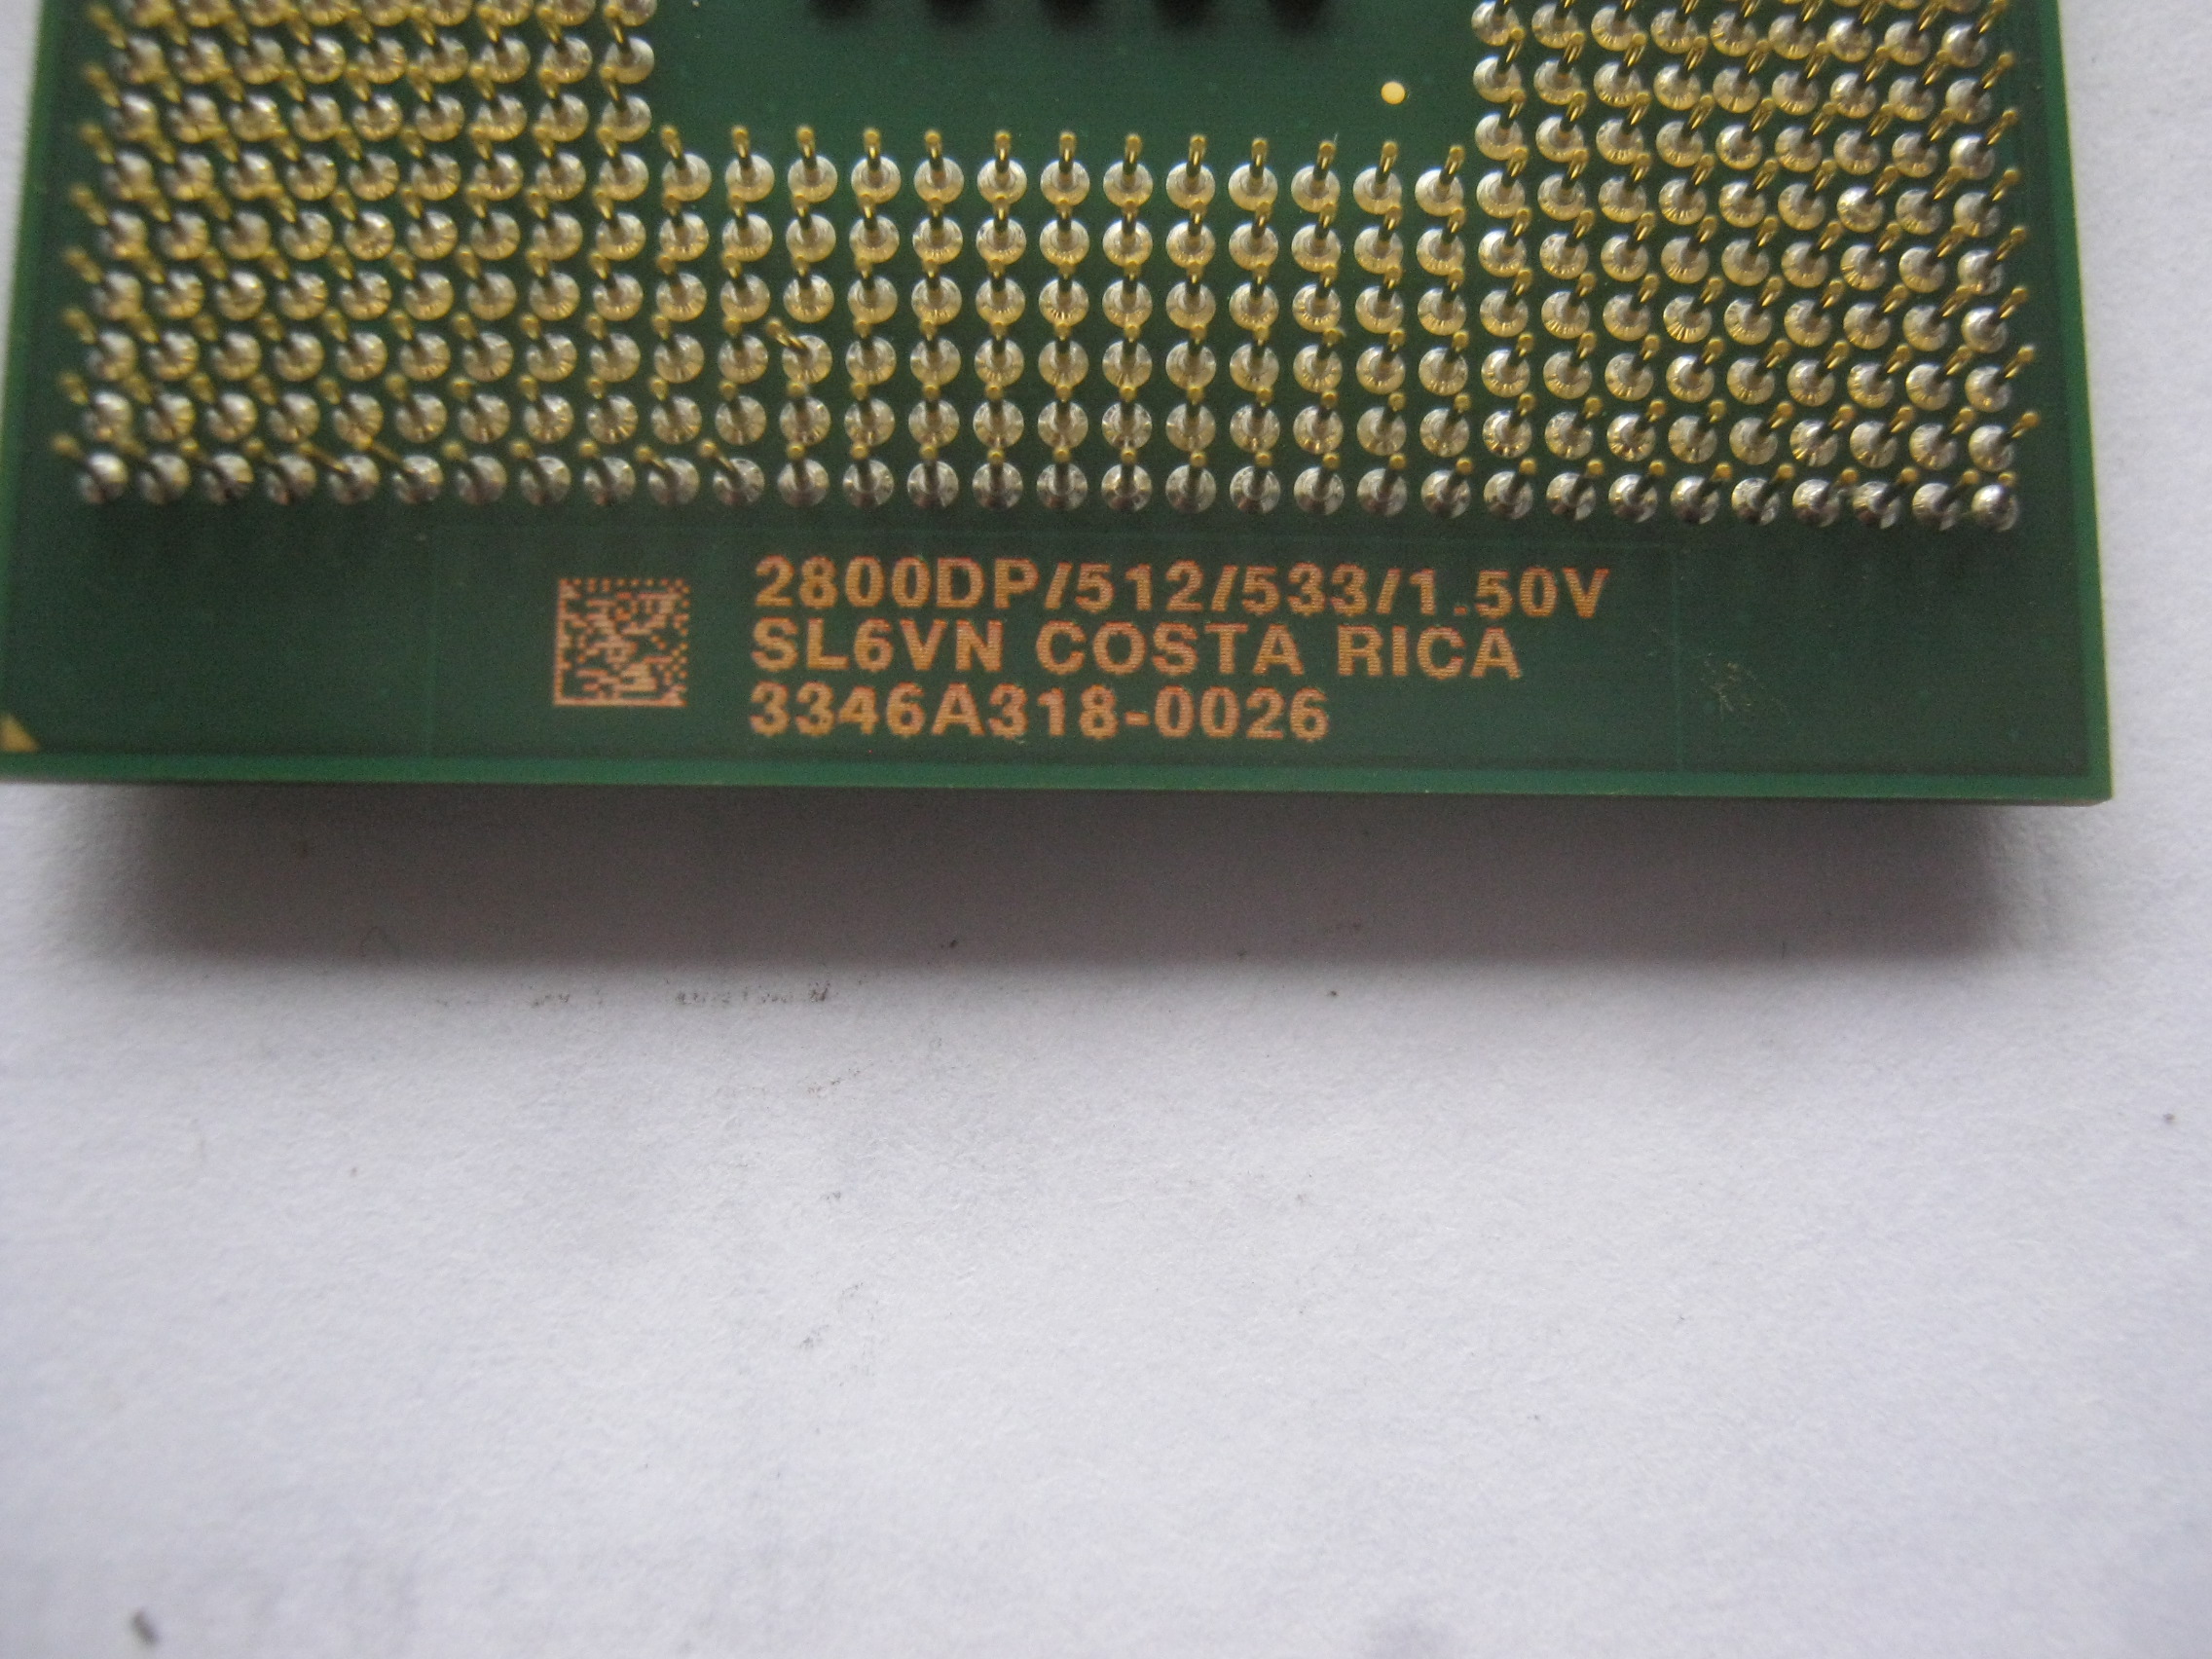 2800DP/512/533/1.50V
SL6VN COSTA RICA
3346A318-0026